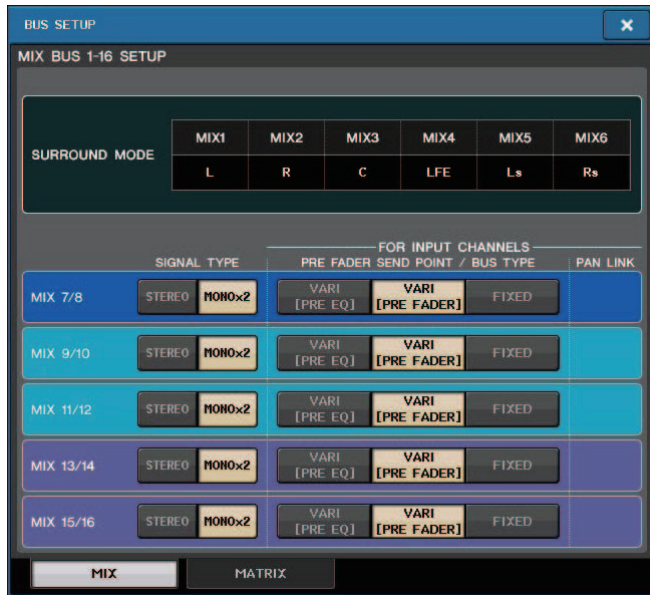 BUS SETUP
×
MIX BUS 1-16 SETUP
SURROUND MODE
MIX1 MIX2 MIX3 MIX4 MIX5 MIX6
L R C LFE Ls Rs
FOR INPUT CHANNELS
SIGNAL TYPE PRE FADER SEND POINT / BUS TYPE PAN LINK
MIX 7/8 STEREO MONOx2 VARI [PRE EQ] VARI [PRE FADER] FIXED
MIX 9/10 STEREO MONOx2 VARI [PRE EQ] VARI [PRE FADER] FIXED
MIX 11/12 STEREO MONOx2 VARI [PRE EQ] VARI [PRE FADER] FIXED
MIX 13/14 STEREO MONOx2 VARI [PRE EQ] VARI [PRE FADER] FIXED
MIX 15/16 STEREO MONOx2 VARI [PRE EQ] VARI [PRE FADER] FIXED
MIX MATRIX